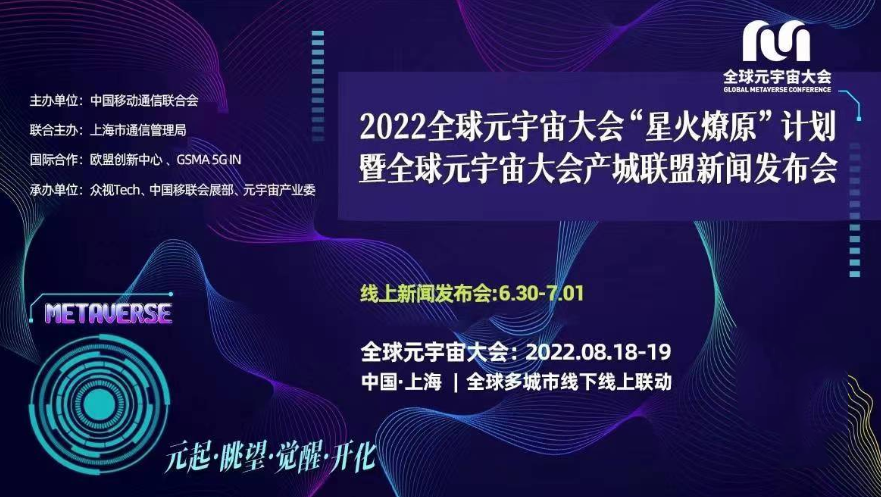 全球元宇宙大会
GLOBAL METAVERSE CONFERENCE
主办单位：中国移动通信联合会
联合主办：上海市通信管理局
国际合作：欧盟创新中心 、GSMA 5G IN
承办单位：众视Tech、中国移联会展部、元宇宙产业委
2022全球元宇宙大会“星火燎原”计划
暨全球元宇宙大会产城联盟新闻发布会
线上新闻发布会:6.30-7.01
全球元宇宙大会：2022.08.18-19
中国·上海 ｜全球多城市线下线上联动
METAVERSE
元起·眺望·觉醒·开化